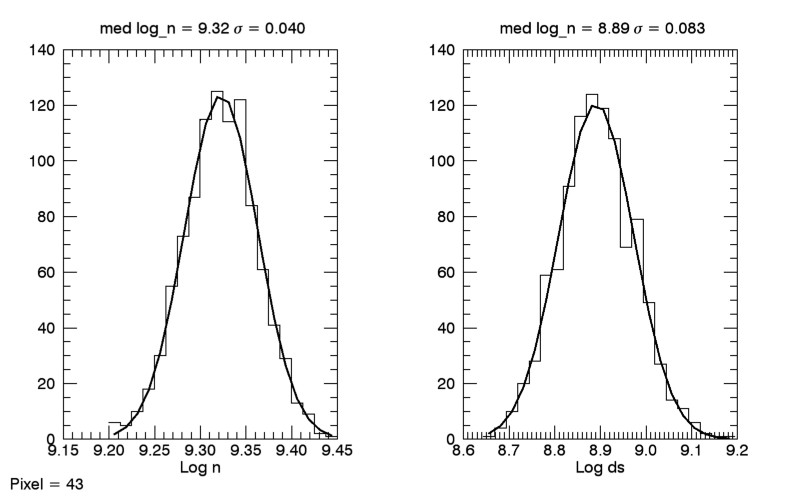 med log_n = 9.32 σ = 0.040
med log_n = 8.89 σ = 0.083
140
120
100
80
60
40
20
0
9.15 9.20 9.25 9.30 9.35 9.40 9.45
Log n
140
120
100
80
60
40
20
0
8.6 8.7 8.8 8.9 9.0 9.1 9.2
Log ds
Pixel = 43